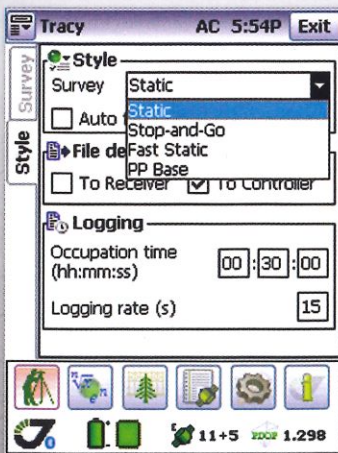 Tracy AC 5:54P Exit
Survey
Style
Style
Survey Static
Static
Stop-and-Go
Fast Static
PP Base
Auto
File de
To Receiver To Controller
Logging
Occupation time
(hh:mm:ss) 00:30:00
Logging rate (s) 15
11+5 PDOP 1.298